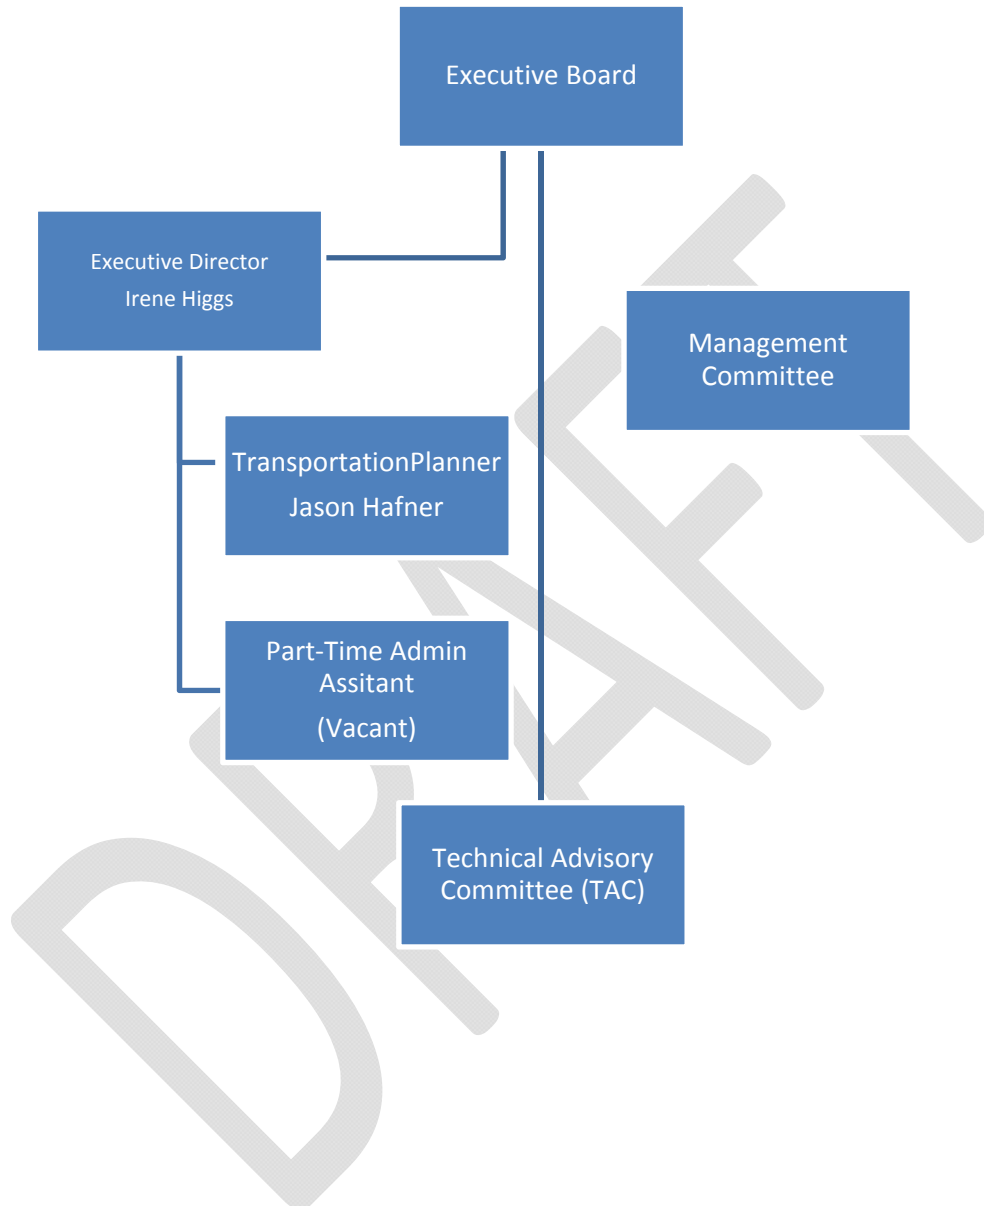 Executive Board
Executive Director
Irene Higgs
Management
Committee
TransportationPlanner
Jason Hafner
Part-Time Admin
Assitant
(Vacant)
Technical Advisory
Committee (TAC)
DRAFT